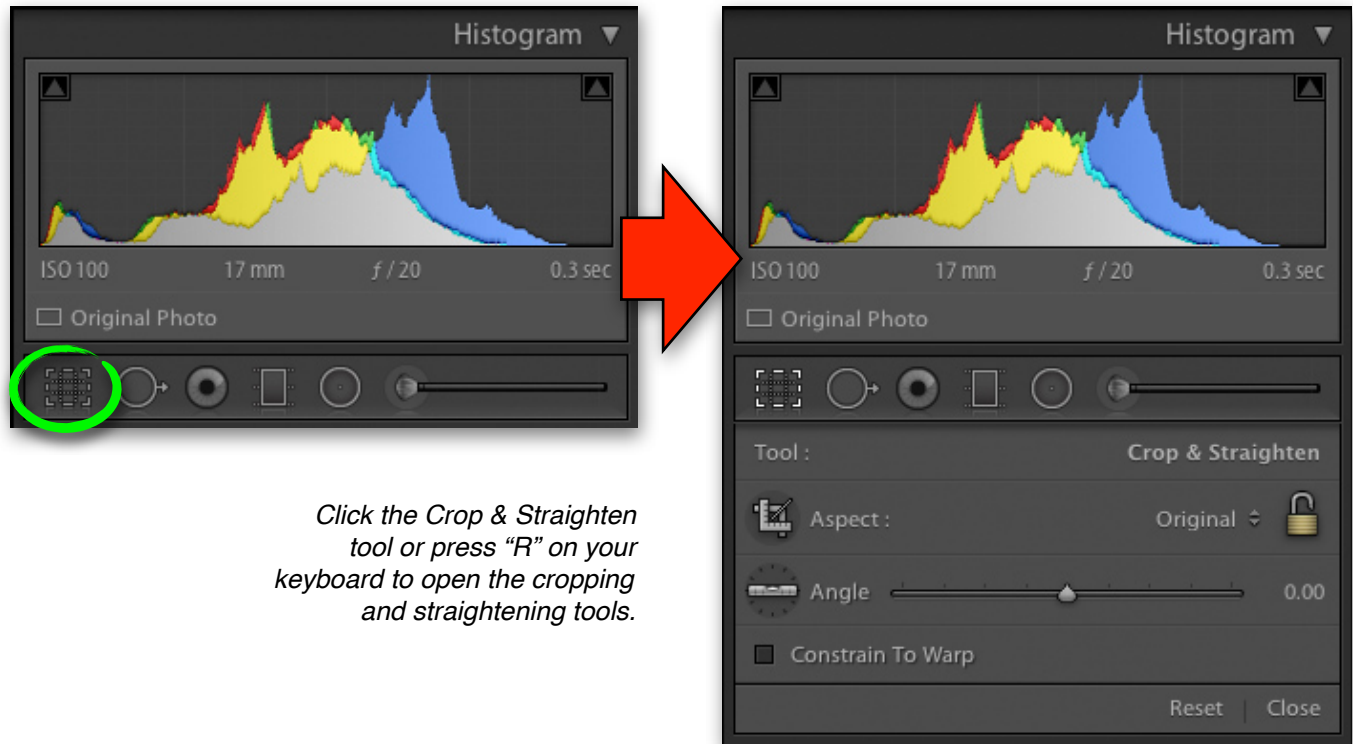 Histogram ▼
ISO 100 17 mm ƒ / 20 0.3 sec
Original Photo
Click the Crop & Straighten
tool or press “R” on your
keyboard to open the cropping
and straightening tools.
Histogram ▼
ISO 100 17 mm ƒ / 20 0.3 sec
Original Photo
Tool : Crop & Straighten
Aspect : Original
Angle 0.00
Constrain To Warp
Reset | Close